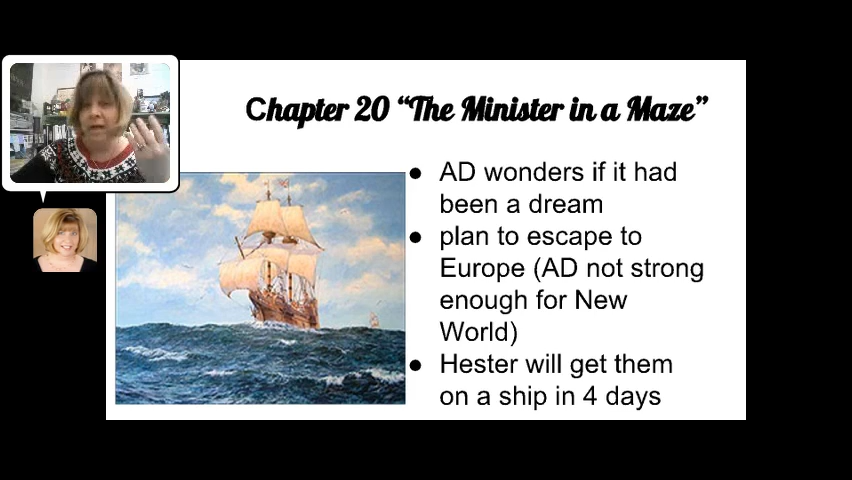 Chapter 20 “The Minister in a Maze”
● AD wonders if it had
been a dream
● plan to escape to
Europe (AD not strong
enough for New
World)
● Hester will get them
on a ship in 4 days